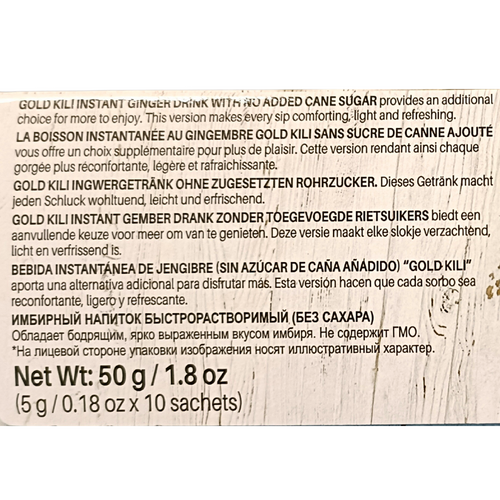 GOLD KILI INSTANT GINGER DRINK WITH NO ADDED CANE SUGAR provides an additional
choice for more to enjoy. This version makes every sip comforting, light and refreshing.
LA BOISSON INSTANTANÉE AU GINGEMBRE GOLD KILI SANS SUCRE DE CANNE AJOUTÉ
vous offre un choix supplémentaire pour plus de plaisir. Cette version rendant ainsi chaque
gorgée plus réconfortante, légère et rafraichissante.
GOLD KILI INGWERGETRÄNK OHNE ZUGESETZTEN ROHRZUCKER. Dieses Getränk macht
jeden Schluck wohltuend, leicht und erfrischend.
GOLD KILI INSTANT GEMBER DRANK ZONDER TOEGEVOEGDE RIETSUIKERS biedt een
aanvullende keuze voor meer om van te genieten. Deze versie maakt elke slokje verzachtend,
licht en verfrissend is.
BEBIDA INSTANTÁNEA DE JENGIBRE (SIN AZÚCAR DE CAÑA AÑADIDO) "GOLD KILI"
aporta una alternativa adicional para disfrutar más. Esta versión hacen que cada sorbo sea
reconfortante, ligero y refrescante.
ИМБИРНЫЙ НАПИТОК БЫСТРОРАСТВОРИМЫЙ (БЕЗ САХАРА)
Обладает бодрящим, ярко выраженным вкусом имбиря. Не содержит ГМО.
*На лицевой стороне упаковки изображения носят иллюстративный характер.
Net Wt: 50 g / 1.8 oz
(5 g / 0.18 oz x 10 sachets)